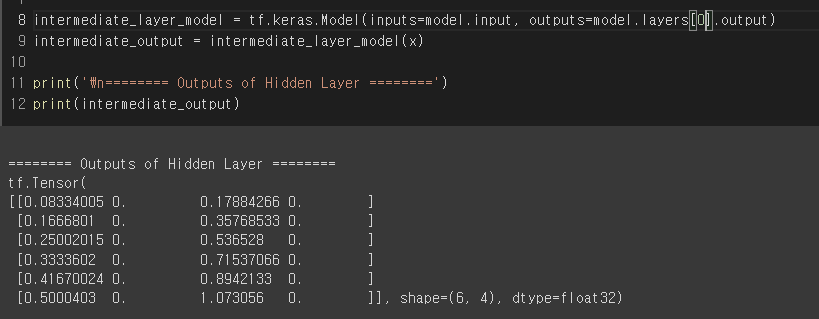 8 intermediate_layer_model = tf.keras.Model(inputs=model.input, outputs=model.layers[0].output)
9 intermediate_output = intermediate_layer_model(x)
10
11 print('₩n======== Outputs of Hidden Layer ========')
12 print(intermediate_output)
======== Outputs of Hidden Layer ========
tf.Tensor(
[[0.08334005 0.         0.17884266 0.        ]
 [0.1666801  0.         0.35768533 0.        ]
 [0.25002015 0.         0.536528   0.        ]
 [0.3333602  0.         0.71537066 0.        ]
 [0.41670024 0.         0.8942133  0.        ]
 [0.5000403  0.         1.073056   0.        ]], shape=(6, 4), dtype=float32)